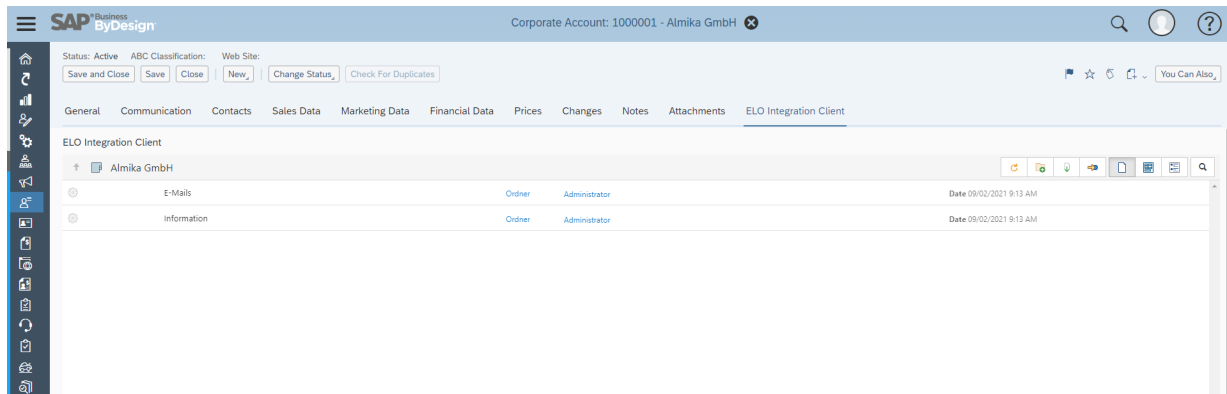 SAP® Business ByDesign Corporate Account: 1000001 - Almika GmbH
Status: Active ABC Classification: Web Site:
Save and Close Save Close New Change Status Check For Duplicates You Can Also
General Communication Contacts Sales Data Marketing Data Financial Data Prices Changes Notes Attachments ELO Integration Client
ELO Integration Client
Almika GmbH
E-Mails Ordner Administrator Date 09/02/2021 9:13 AM
Information Ordner Administrator Date 09/02/2021 9:13 AM